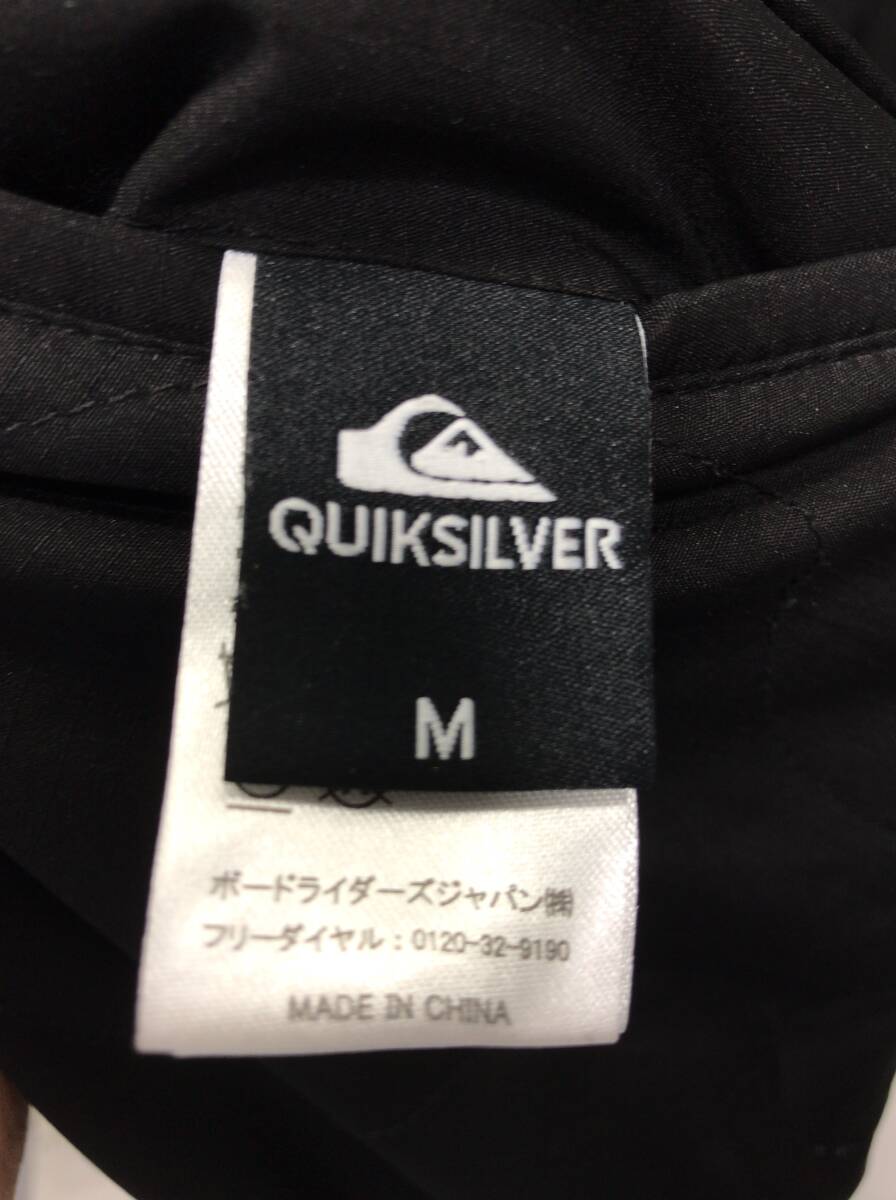 QUIKSILVER
M
ボードライダーズジャパン㈱
フリーダイヤル：0120-32-9190
MADE IN CHINA